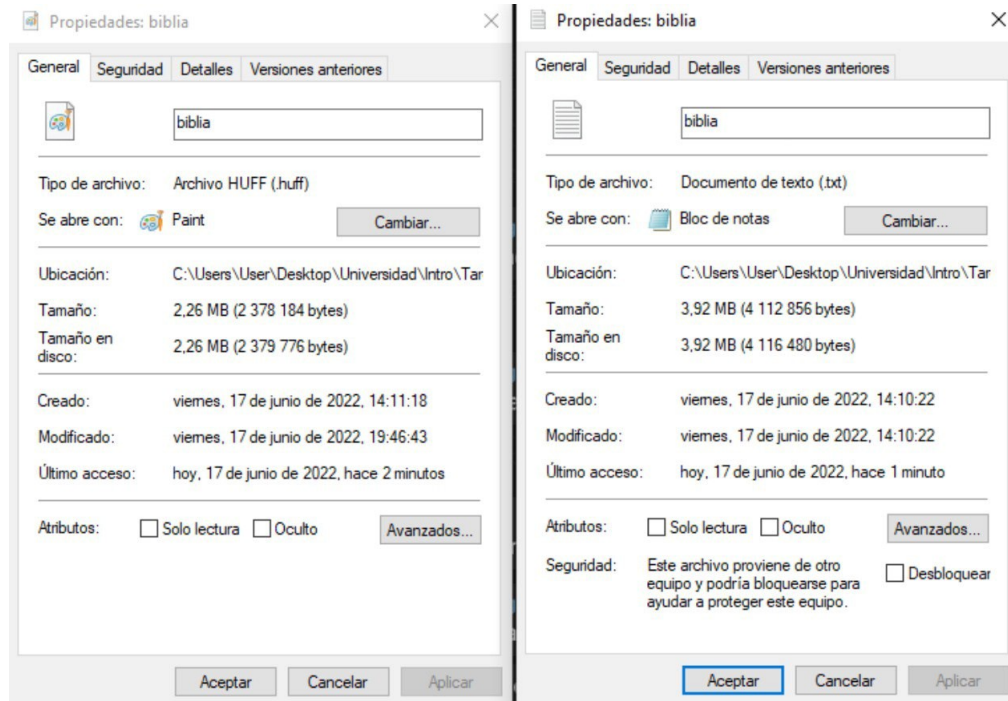 Propiedades: biblia
General Seguridad Detalles Versiones anteriores
biblia
Tipo de archivo: Archivo HUFF (.huff)
Se abre con: Paint Cambiar...
Ubicación: C:\Users\User\Desktop\Universidad\Intro\Tar
Tamaño: 2,26 MB (2 378 184 bytes)
Tamaño en
disco: 2,26 MB (2 379 776 bytes)
Creado: viernes, 17 de junio de 2022, 14:11:18
Modificado: viernes, 17 de junio de 2022, 19:46:43
Último acceso: hoy, 17 de junio de 2022, hace 2 minutos
Atributos: Solo lectura Oculto Avanzados...
Aceptar Cancelar Aplicar
Propiedades: biblia
General Seguridad Detalles Versiones anteriores
biblia
Tipo de archivo: Documento de texto (.txt)
Se abre con: Bloc de notas Cambiar...
Ubicación: C:\Users\User\Desktop\Universidad\Intro\Tar
Tamaño: 3,92 MB (4 112 856 bytes)
Tamaño en
disco: 3,92 MB (4 116 480 bytes)
Creado: viernes, 17 de junio de 2022, 14:10:22
Modificado: viernes, 17 de junio de 2022, 14:10:22
Último acceso: hoy, 17 de junio de 2022, hace 1 minuto
Atributos: Solo lectura Oculto Avanzados...
Seguridad: Este archivo proviene de otro
equipo y podría bloquearse para Desbloquear
ayudar a proteger este equipo.
Aceptar Cancelar Aplicar